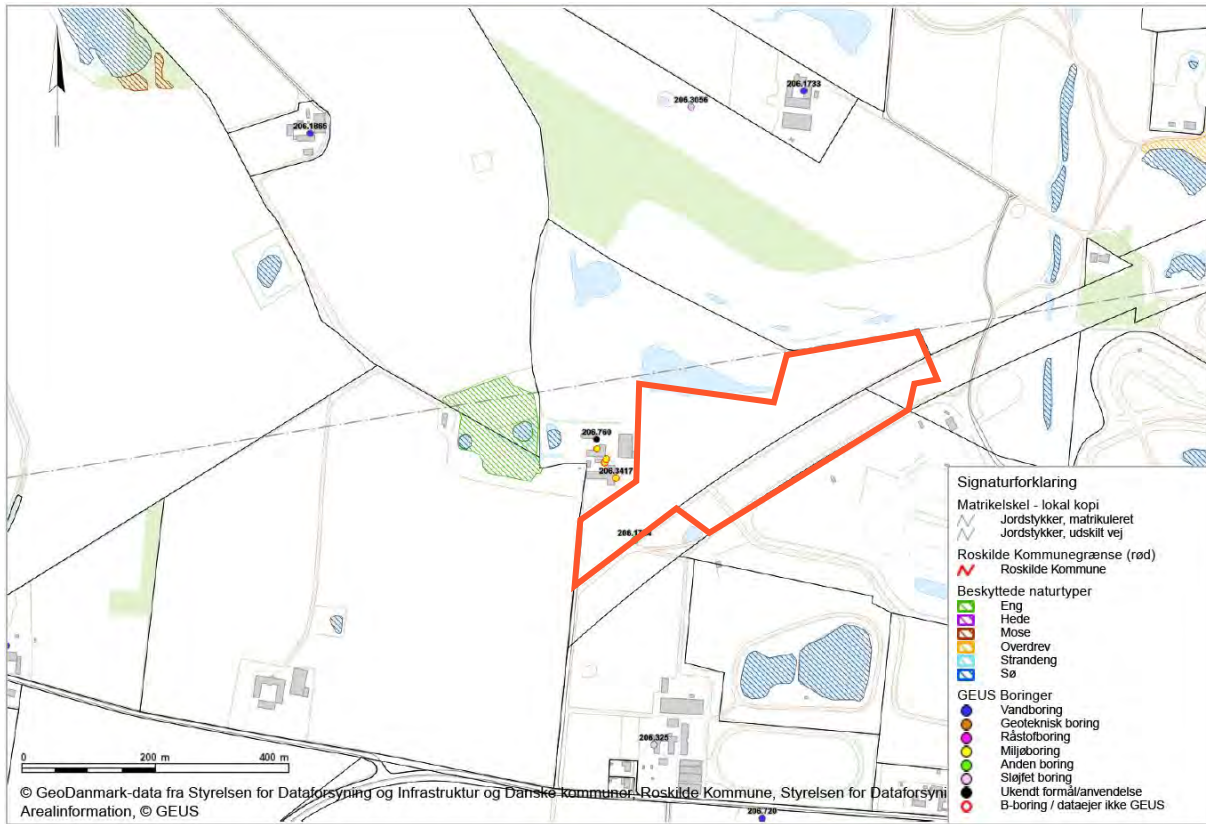 206.1733
206.3056
206.1866
206.760
206.3417
206.325
206.720
0 200 m 400 m
© GeoDanmark-data fra Styrelsen for Dataforsyning og Infrastruktur og Danske kommuner, Roskilde Kommune, Styrelsen for Dataforsyni
Arealinformation, © GEUS
Signaturforklaring
Matrikelskel - lokal kopi
Jordstykker, matrikuleret
Jordstykker, udskilt vej
Roskilde Kommunegrænse (rød)
Roskilde Kommune
Beskyttede naturtyper
Eng
Hede
Mose
Overdrev
Strandeng
Sø
GEUS Boringer
Vandboring
Geoteknisk boring
Råstofboring
Miljøboring
Anden boring
Sløjfet boring
Ukendt formål/anvendelse
B-boring / dataejer ikke GEUS